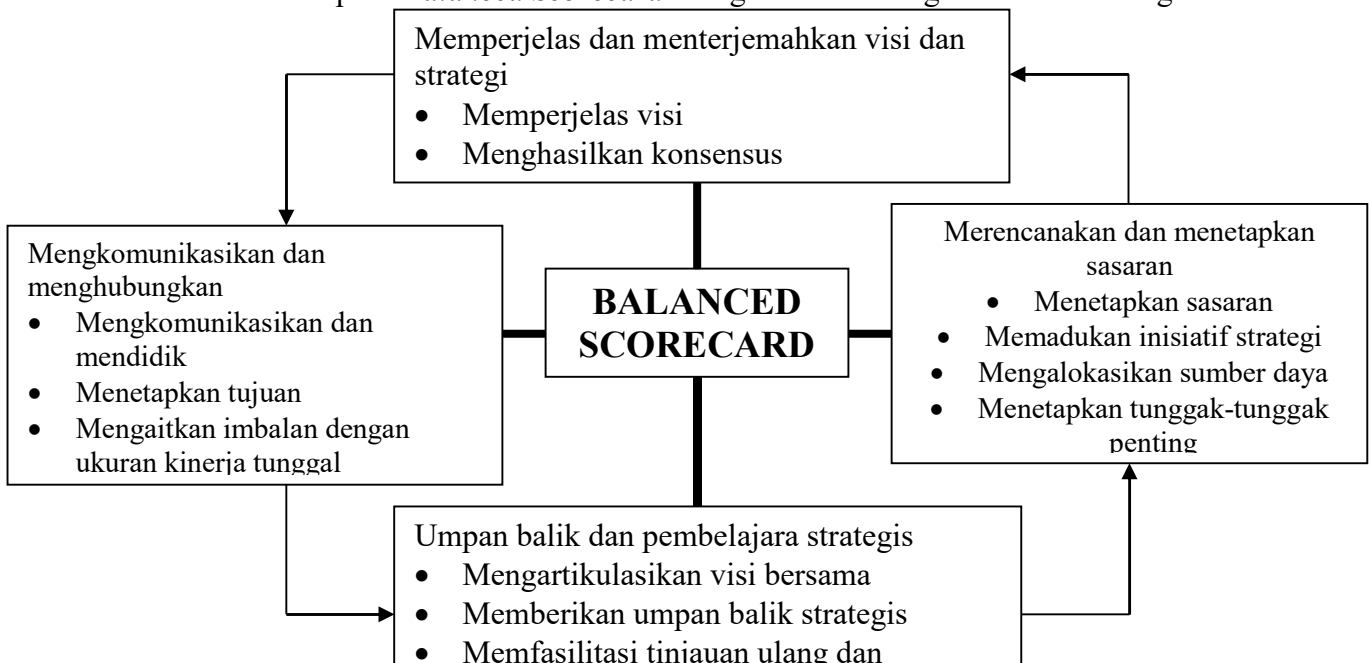 Memperjelas dan menterjemahkan visi dan
strategi
• Memperjelas visi
• Menghasilkan konsensus
Mengkomunikasikan dan
menghubungkan
• Mengkomunikasikan dan
mendidik
• Menetapkan tujuan
• Mengaitkan imbalan dengan
ukuran kinerja tunggal
BALANCED
SCORECARD
Merencanakan dan menetapkan
sasaran
• Menetapkan sasaran
• Memadukan inisiatif strategi
• Mengalokasikan sumber daya
• Menetapkan tunggak-tunggak
penting
Umpan balik dan pembelajara strategis
• Mengartikulasikan visi bersama
• Memberikan umpan balik strategis
• Memfasilitasi tinjauan ulang dan